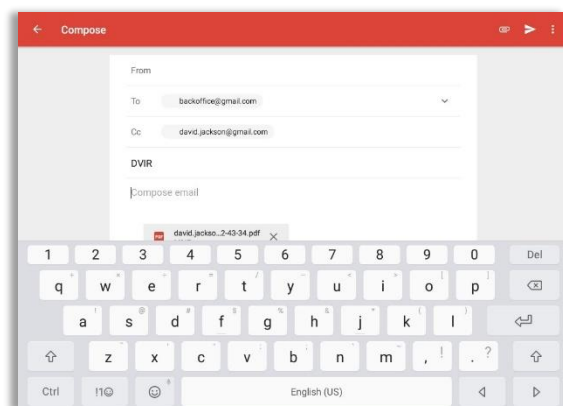 Compose
From
To backoffice@gmail.com
Cc david.jackson@gmail.com
DVIR
Compose email
PDF david.jackso...2-43-34.pdf
1 2 3 4 5 6 7 8 9 0 Del
q w e r t y u i o p
a s d f g h j k l
z x c v b n m , ! . ?
Ctrl !1☺ English (US)